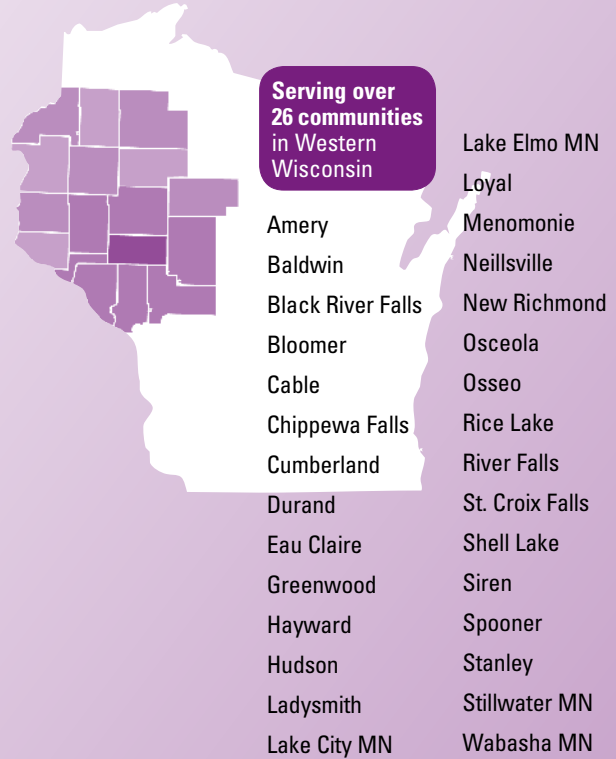 Serving over
26 communities
in Western
Wisconsin
Amery
Baldwin
Black River Falls
Bloomer
Cable
Chippewa Falls
Cumberland
Durand
Eau Claire
Greenwood
Hayward
Hudson
Ladysmith
Lake City MN
Lake Elmo MN
Loyal
Menomonie
Neillsville
New Richmond
Osceola
Osseo
Rice Lake
River Falls
St. Croix Falls
Shell Lake
Siren
Spooner
Stanley
Stillwater MN
Wabasha MN